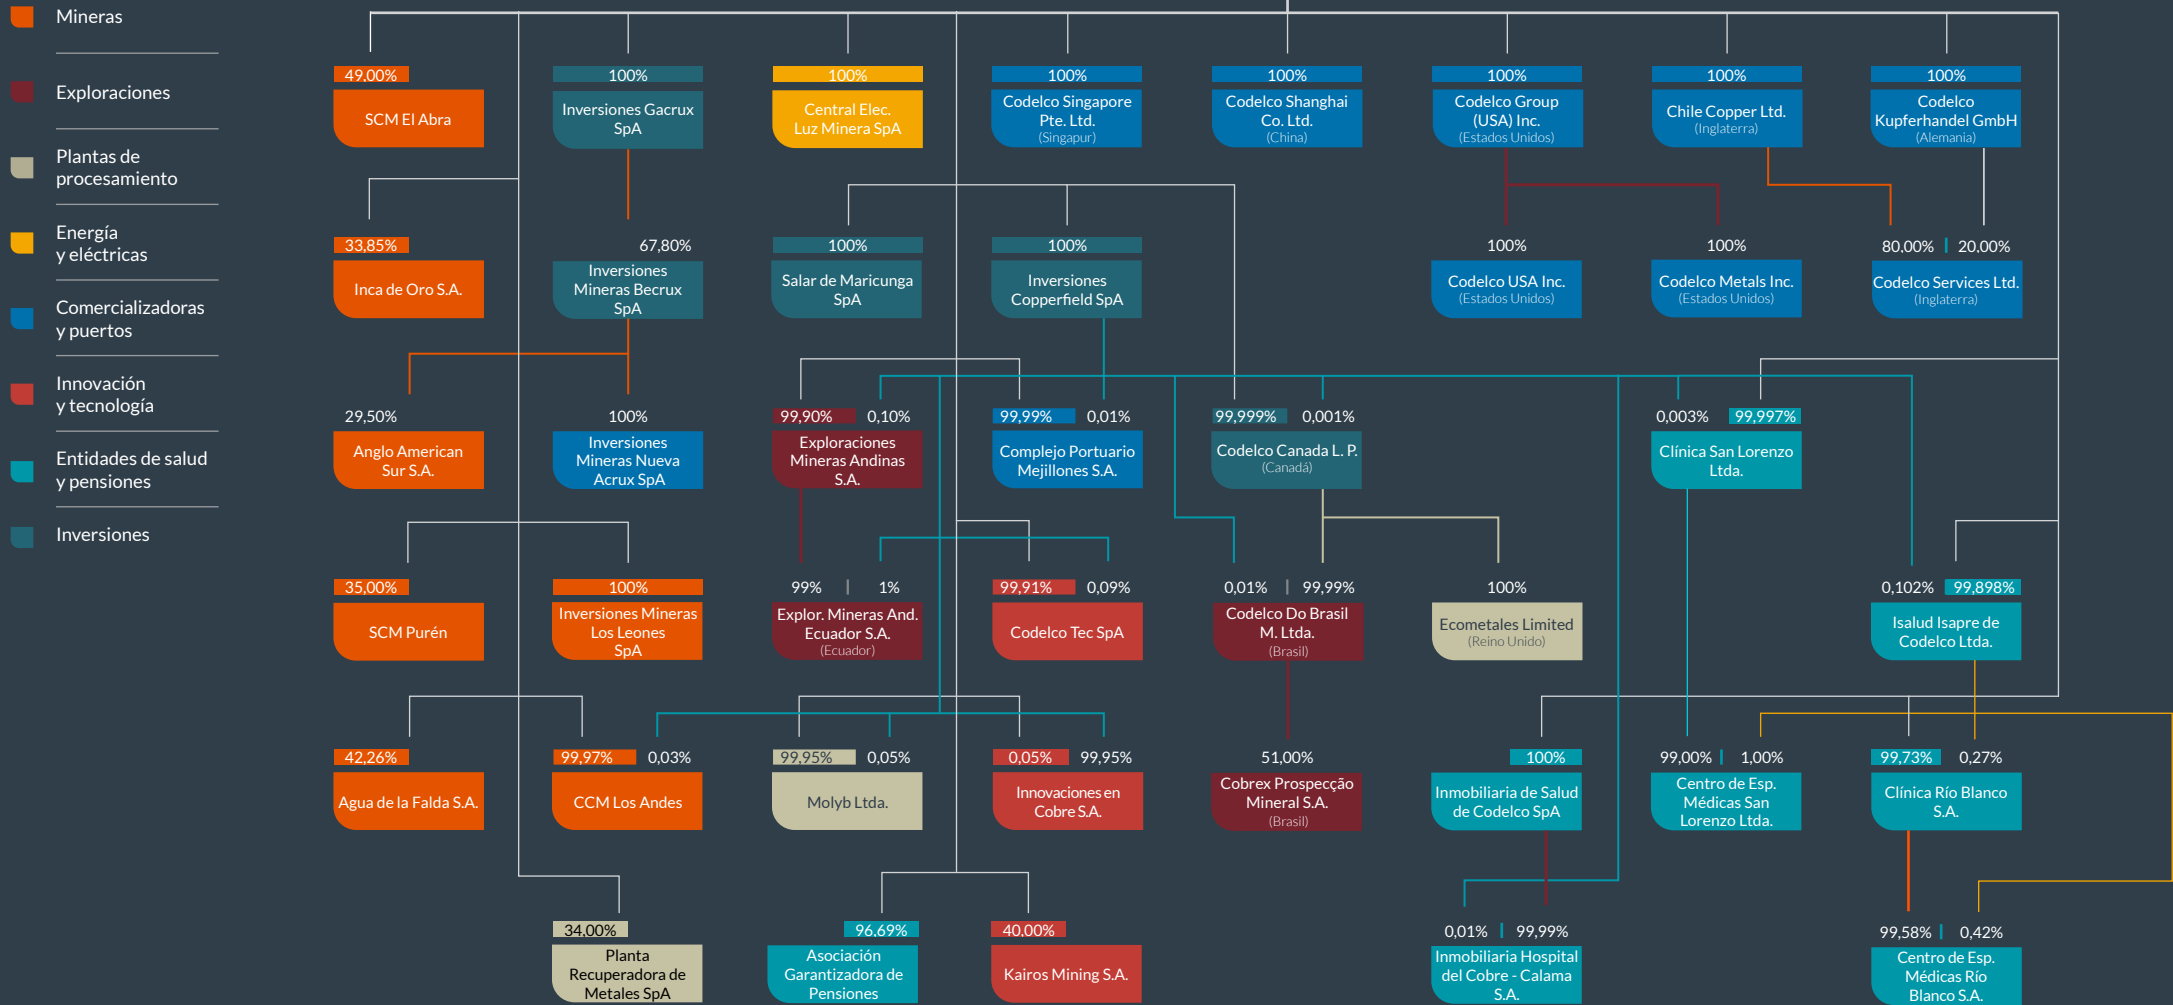 Mineras
Exploraciones
Plantas de
procesamiento
Energía
y eléctricas
Comercializadoras
y puertos
Innovación
y tecnología
Entidades de salud
y pensiones
Inversiones
49,00%
SCM El Abra
100%
Inversiones Gacrux
SpA
100%
Central Elec.
Luz Minera SpA
100%
Codelco Singapore
Pte. Ltd.
(Singapur)
100%
Codelco Shanghai
Co. Ltd.
(China)
100%
Codelco Group
(USA) Inc.
(Estados Unidos)
100%
Chile Copper Ltd.
(Inglaterra)
100%
Codelco
Kupferhandel GmbH
(Alemania)
33,85%
Inca de Oro S.A.
67,80%
Inversiones
Mineras Becrux
SpA
100%
Salar de Maricunga
SpA
100%
Inversiones
Copperfield SpA
100%
Codelco USA Inc.
(Estados Unidos)
100%
Codelco Metals Inc.
(Estados Unidos)
80,00% | 20,00%
Codelco Services Ltd.
(Inglaterra)
29,50%
Anglo American
Sur S.A.
100%
Inversiones
Mineras Nueva
Acrux SpA
99,90% 0,10%
Exploraciones
Mineras Andinas
S.A.
99,99% 0,01%
Complejo Portuario
Mejillones S.A.
99,999% 0,001%
Codelco Canada L. P.
(Canadá)
0,003% 99,997%
Clínica San Lorenzo
Ltda.
35,00%
SCM Purén
100%
Inversiones Mineras
Los Leones
SpA
99% | 1%
Explor. Mineras And.
Ecuador S.A.
(Ecuador)
99,91% 0,09%
Codelco Tec SpA
0,01% | 99,99%
Codelco Do Brasil
M. Ltda.
(Brasil)
100%
Ecometales Limited
(Reino Unido)
0,102% 99,898%
Isalud Isapre de
Codelco Ltda.
42,26%
Agua de la Falda S.A.
99,97% 0,03%
CCM Los Andes
99,95% 0,05%
Molyb Ltda.
0,05% 99,95%
Innovaciones en
Cobre S.A.
51,00%
Cobrex Prospecção
Mineral S.A.
(Brasil)
100%
Inmobiliaria de Salud
de Codelco SpA
99,00% | 1,00%
Centro de Esp.
Médicas San
Lorenzo Ltda.
99,73% 0,27%
Clínica Río Blanco
S.A.
34,00%
Planta
Recuperadora de
Metales SpA
96,69%
Asociación
Garantizadora de
Pensiones
40,00%
Kairos Mining S.A.
0,01% | 99,99%
Inmobiliaria Hospital
del Cobre - Calama
S.A.
99,58% | 0,42%
Centro de Esp.
Médicas Río
Blanco S.A.